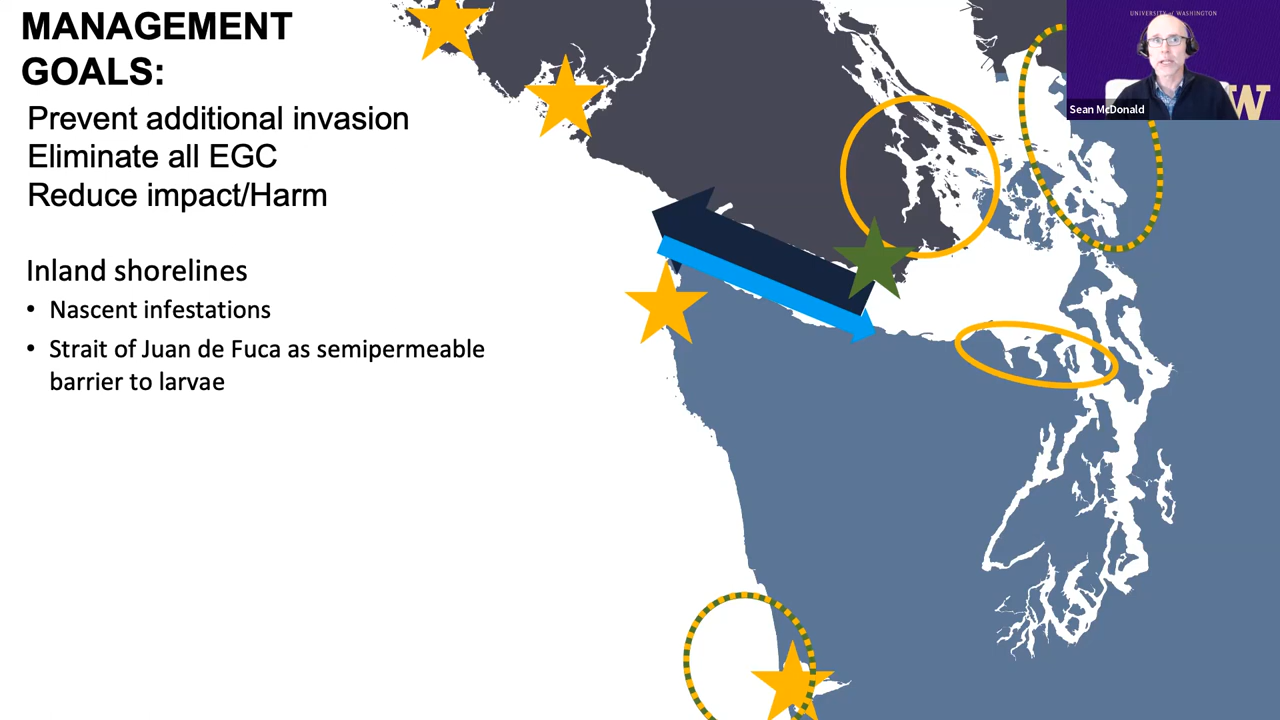 MANAGEMENT
GOALS:
Prevent additional invasion
Eliminate all EGC
Reduce impact/Harm
Inland shorelines
• Nascent infestations
• Strait of Juan de Fuca as semipermeable
barrier to larvae
UNIVERSITY of WASHINGTON
W
Sean McDonald